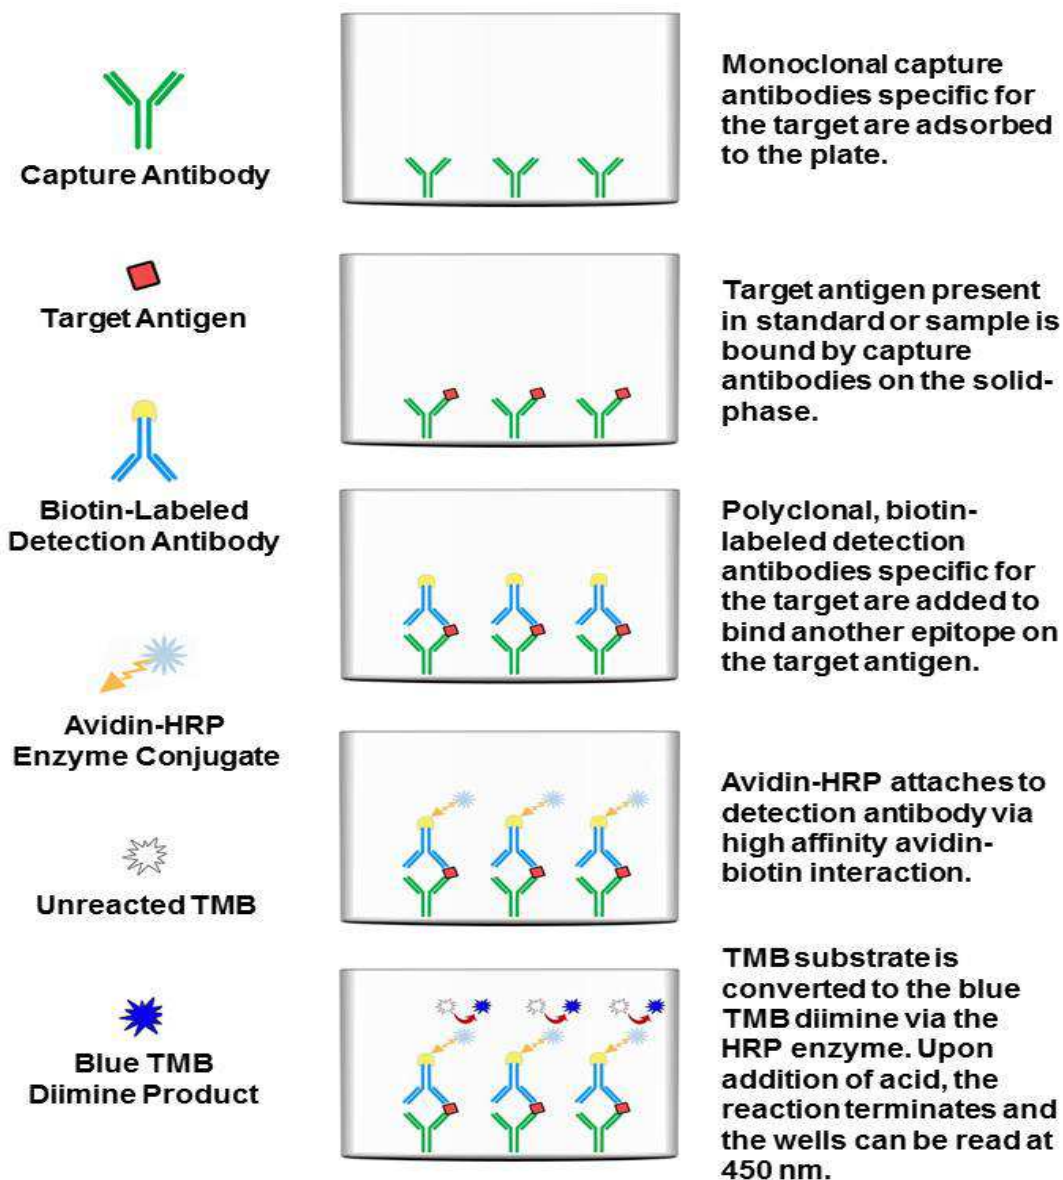 Capture Antibody
Monoclonal capture
antibodies specific for
the target are adsorbed
to the plate.
Target Antigen
Target antigen present
in standard or sample is
bound by capture
antibodies on the solid-
phase.
Biotin-Labeled
Detection Antibody
Polyclonal, biotin-
labeled detection
antibodies specific for
the target are added to
bind another epitope on
the target antigen.
Avidin-HRP
Enzyme Conjugate
Avidin-HRP attaches to
detection antibody via
high affinity avidin-
biotin interaction.
Unreacted TMB
Blue TMB
Diimine Product
TMB substrate is
converted to the blue
TMB diimine via the
HRP enzyme. Upon
addition of acid, the
reaction terminates and
the wells can be read at
450 nm.